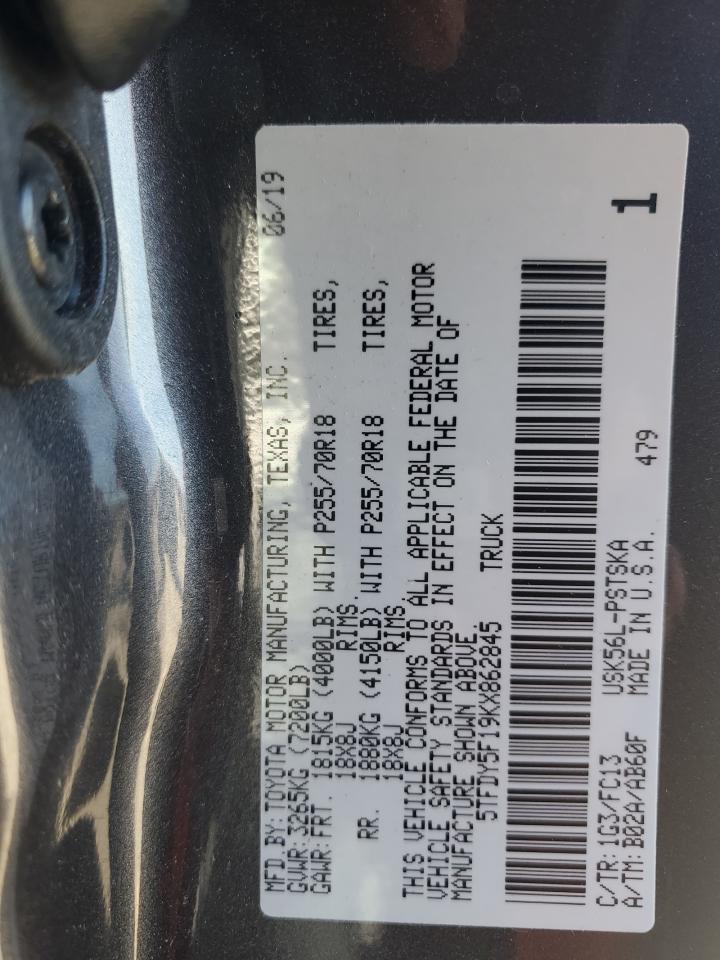 MFD.BY:TOYOTA MOTOR MANUFACTURING, TEXAS, INC. 06/19
GVWR:3265KG (7200LB)
GAWR:FRT. 1815KG (4000LB) WITH P255/70R18 TIRES,
18X8J RIMS,
RR. 1880KG (4150LB) WITH P255/70R18 TIRES,
18X8J RIMS,
THIS VEHICLE CONFORMS TO ALL APPLICABLE FEDERAL MOTOR
VEHICLE SAFETY STANDARDS IN EFFECT ON THE DATE OF
MANUFACTURE SHOWN ABOVE.
5TFDY5F19KX862845 TRUCK
C/TR:1G3/FC13 USK56L-PSTSKA 479 1
A/TM:B02A/AB60F MADE IN U.S.A.